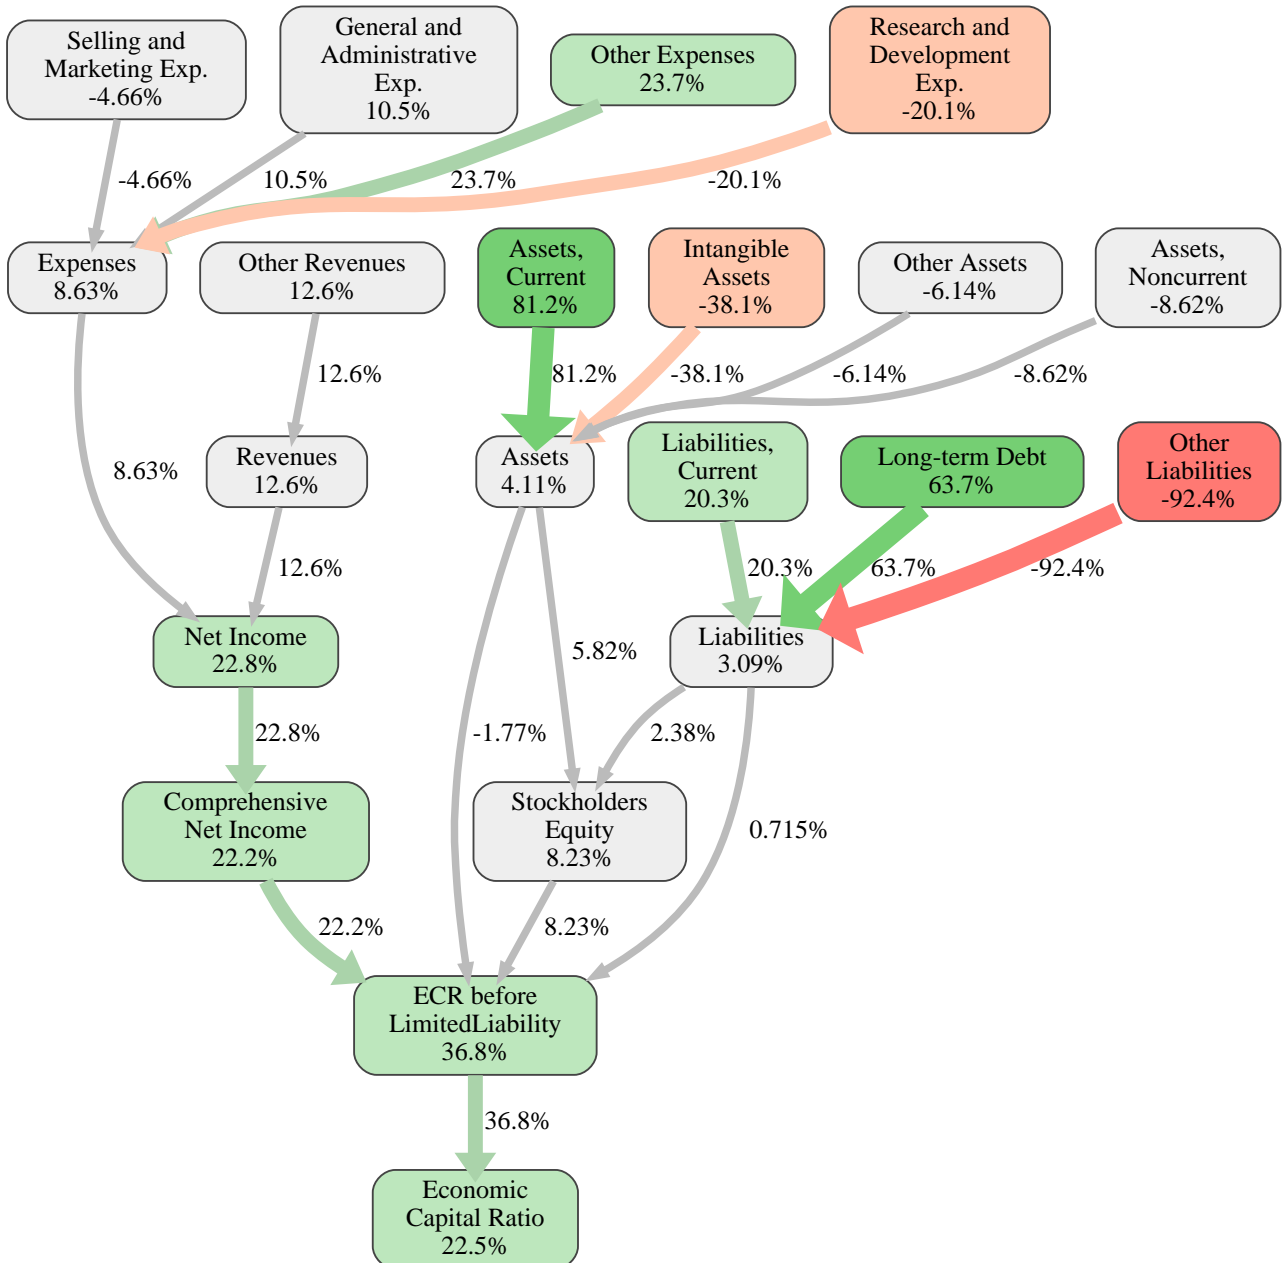 Selling and
Marketing Exp.
-4.66%
General and
Administrative
Exp.
10.5%
Other Expenses
23.7%
Research and
Development
Exp.
-20.1%
-4.66%
10.5%
23.7%
-20.1%
Expenses
8.63%
Other Revenues
12.6%
Assets,
Current
81.2%
Intangible
Assets
-38.1%
Other Assets
-6.14%
Assets,
Noncurrent
-8.62%
12.6%
81.2%
-38.1%
-6.14%
-8.62%
8.63%
Revenues
12.6%
Assets
4.11%
Liabilities,
Current
20.3%
Long-term Debt
63.7%
Other
Liabilities
-92.4%
12.6%
20.3%
63.7%
-92.4%
Net Income
22.8%
5.82%
Liabilities
3.09%
22.8%
-1.77%
2.38%
Comprehensive
Net Income
22.2%
Stockholders
Equity
8.23%
0.715%
22.2%
8.23%
ECR before
LimitedLiability
36.8%
36.8%
Economic
Capital Ratio
22.5%